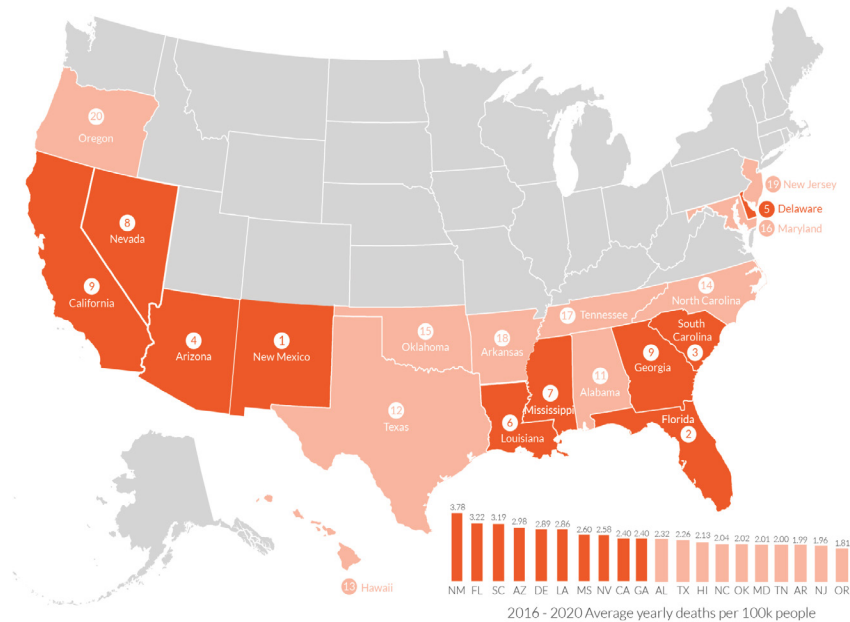 20
Oregon
19 New Jersey
5 Delaware
16 Maryland
8
Nevada
9
California
14
North Carolina
17 Tennessee
South
Carolina
3
4
Arizona
1
New Mexico
15
Oklahoma
18
Arkansas
9
Georgia
11
Alabama
7
Mississippi
12
Texas
6
Louisiana
Florida
2
13 Hawaii
3.78 3.22 3.19 2.98 2.89 2.86 2.60 2.58 2.40 2.40 2.32 2.26 2.13 2.04 2.02 2.01 2.00 1.99 1.96 1.81
NM FL SC AZ DE LA MS NV CA GA AL TX HI NC OK MD TN AR NJ OR
2016 - 2020 Average yearly deaths per 100k people